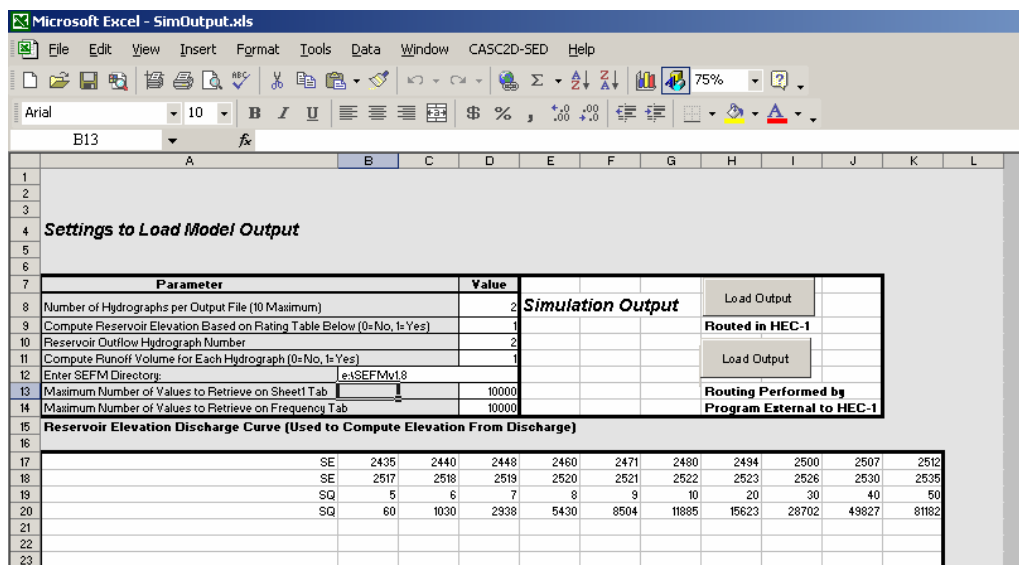 Microsoft Excel - SimOutput.xls
File Edit View Insert Format Tools Data Window CASC2D-SED Help
75%
Arial 10 B I U $ % ,
B13 fx
A B C D E F G H I J K L
1
2
3
4 Settings to Load Model Output
5
6
7 Parameter Value
8 Number of Hydrographs per Output File (10 Maximum) 2 Simulation Output Load Output
9 Compute Reservoir Elevation Based on Rating Table Below (0=No, 1=Yes) 1 Routed in HEC-1
10 Reservoir Outflow Hydrograph Number 2
11 Compute Runoff Volume for Each Hydrograph (0=No, 1=Yes) 1 Load Output
12 Enter SEFM Directory: e:\SEFMv1.8
13 Maximum Number of Values to Retrieve on Sheet1 Tab 10000 Routing Performed by
14 Maximum Number of Values to Retrieve on Frequency Tab 10000 Program External to HEC-1
15 Reservoir Elevation Discharge Curve (Used to Compute Elevation From Discharge)
16
17 SE 2435 2440 2448 2460 2471 2480 2494 2500 2507 2512
18 SE 2517 2518 2519 2520 2521 2522 2523 2526 2530 2535
19 SQ 5 6 7 8 9 10 20 30 40 50
20 SQ 60 1030 2938 5430 8504 11885 15623 28702 49827 81182
21
22
23